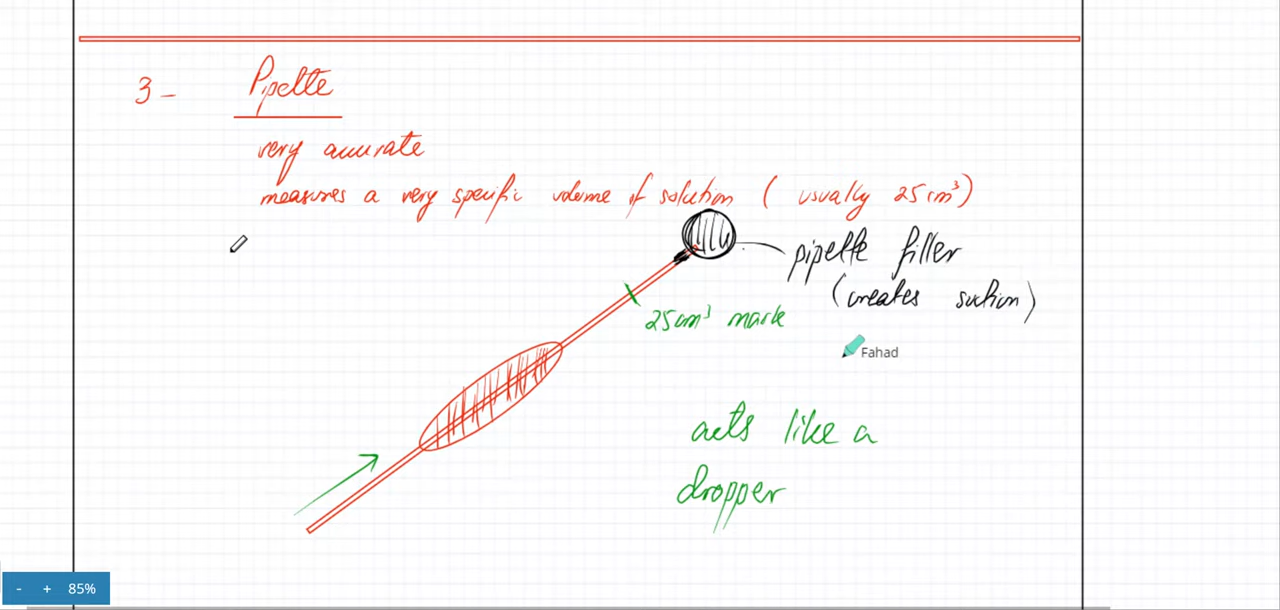 3- Pipette
very accurate
measures a very specific volume of solution ( usually 25cm³)
pipette filler
(creates suction)
25cm³ mark
Fahad
acts like a
dropper
- + 85%